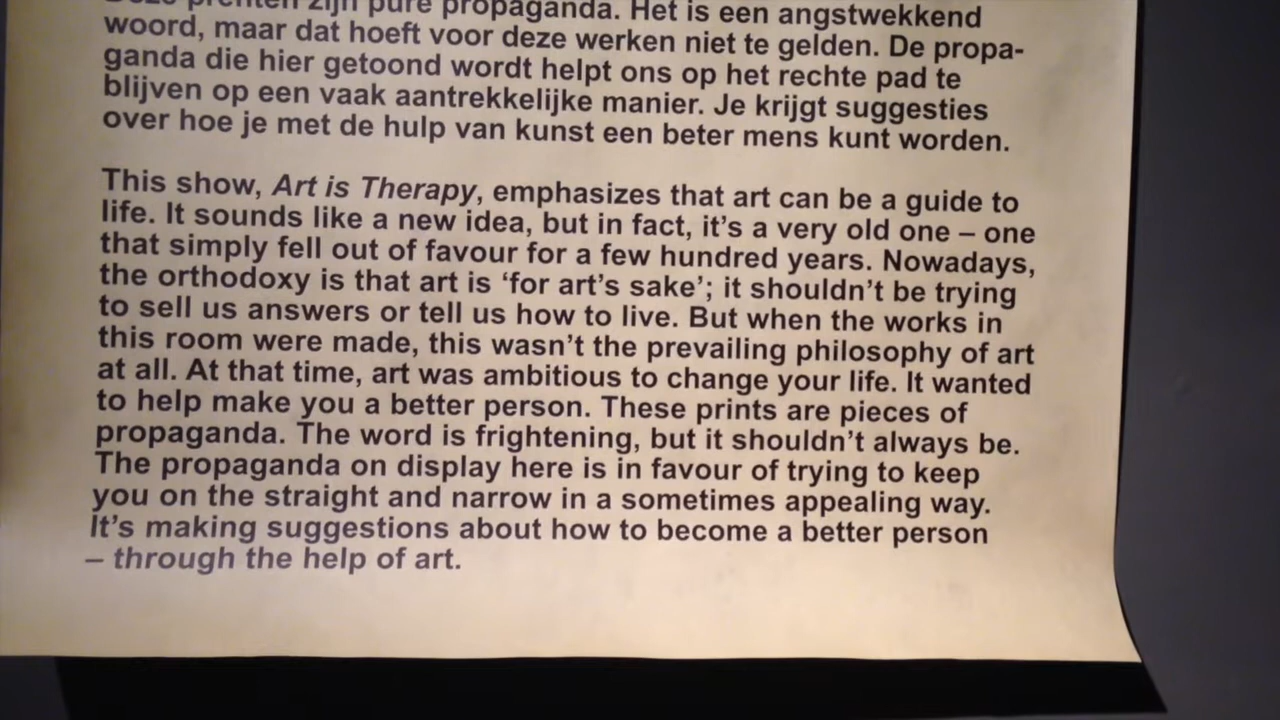 Deze prenten zijn pure propaganda. Het is een angstwekkend
woord, maar dat hoeft voor deze werken niet te gelden. De propa-
ganda die hier getoond wordt helpt ons op het rechte pad te
blijven op een vaak aantrekkelijke manier. Je krijgt suggesties
over hoe je met de hulp van kunst een beter mens kunt worden.
This show, Art is Therapy, emphasizes that art can be a guide to
life. It sounds like a new idea, but in fact, it's a very old one – one
that simply fell out of favour for a few hundred years. Nowadays,
the orthodoxy is that art is ‘for art’s sake’; it shouldn’t be trying
to sell us answers or tell us how to live. But when the works in
this room were made, this wasn’t the prevailing philosophy of art
at all. At that time, art was ambitious to change your life. It wanted
to help make you a better person. These prints are pieces of
propaganda. The word is frightening, but it shouldn’t always be.
The propaganda on display here is in favour of trying to keep
you on the straight and narrow in a sometimes appealing way.
It’s making suggestions about how to become a better person
– through the help of art.